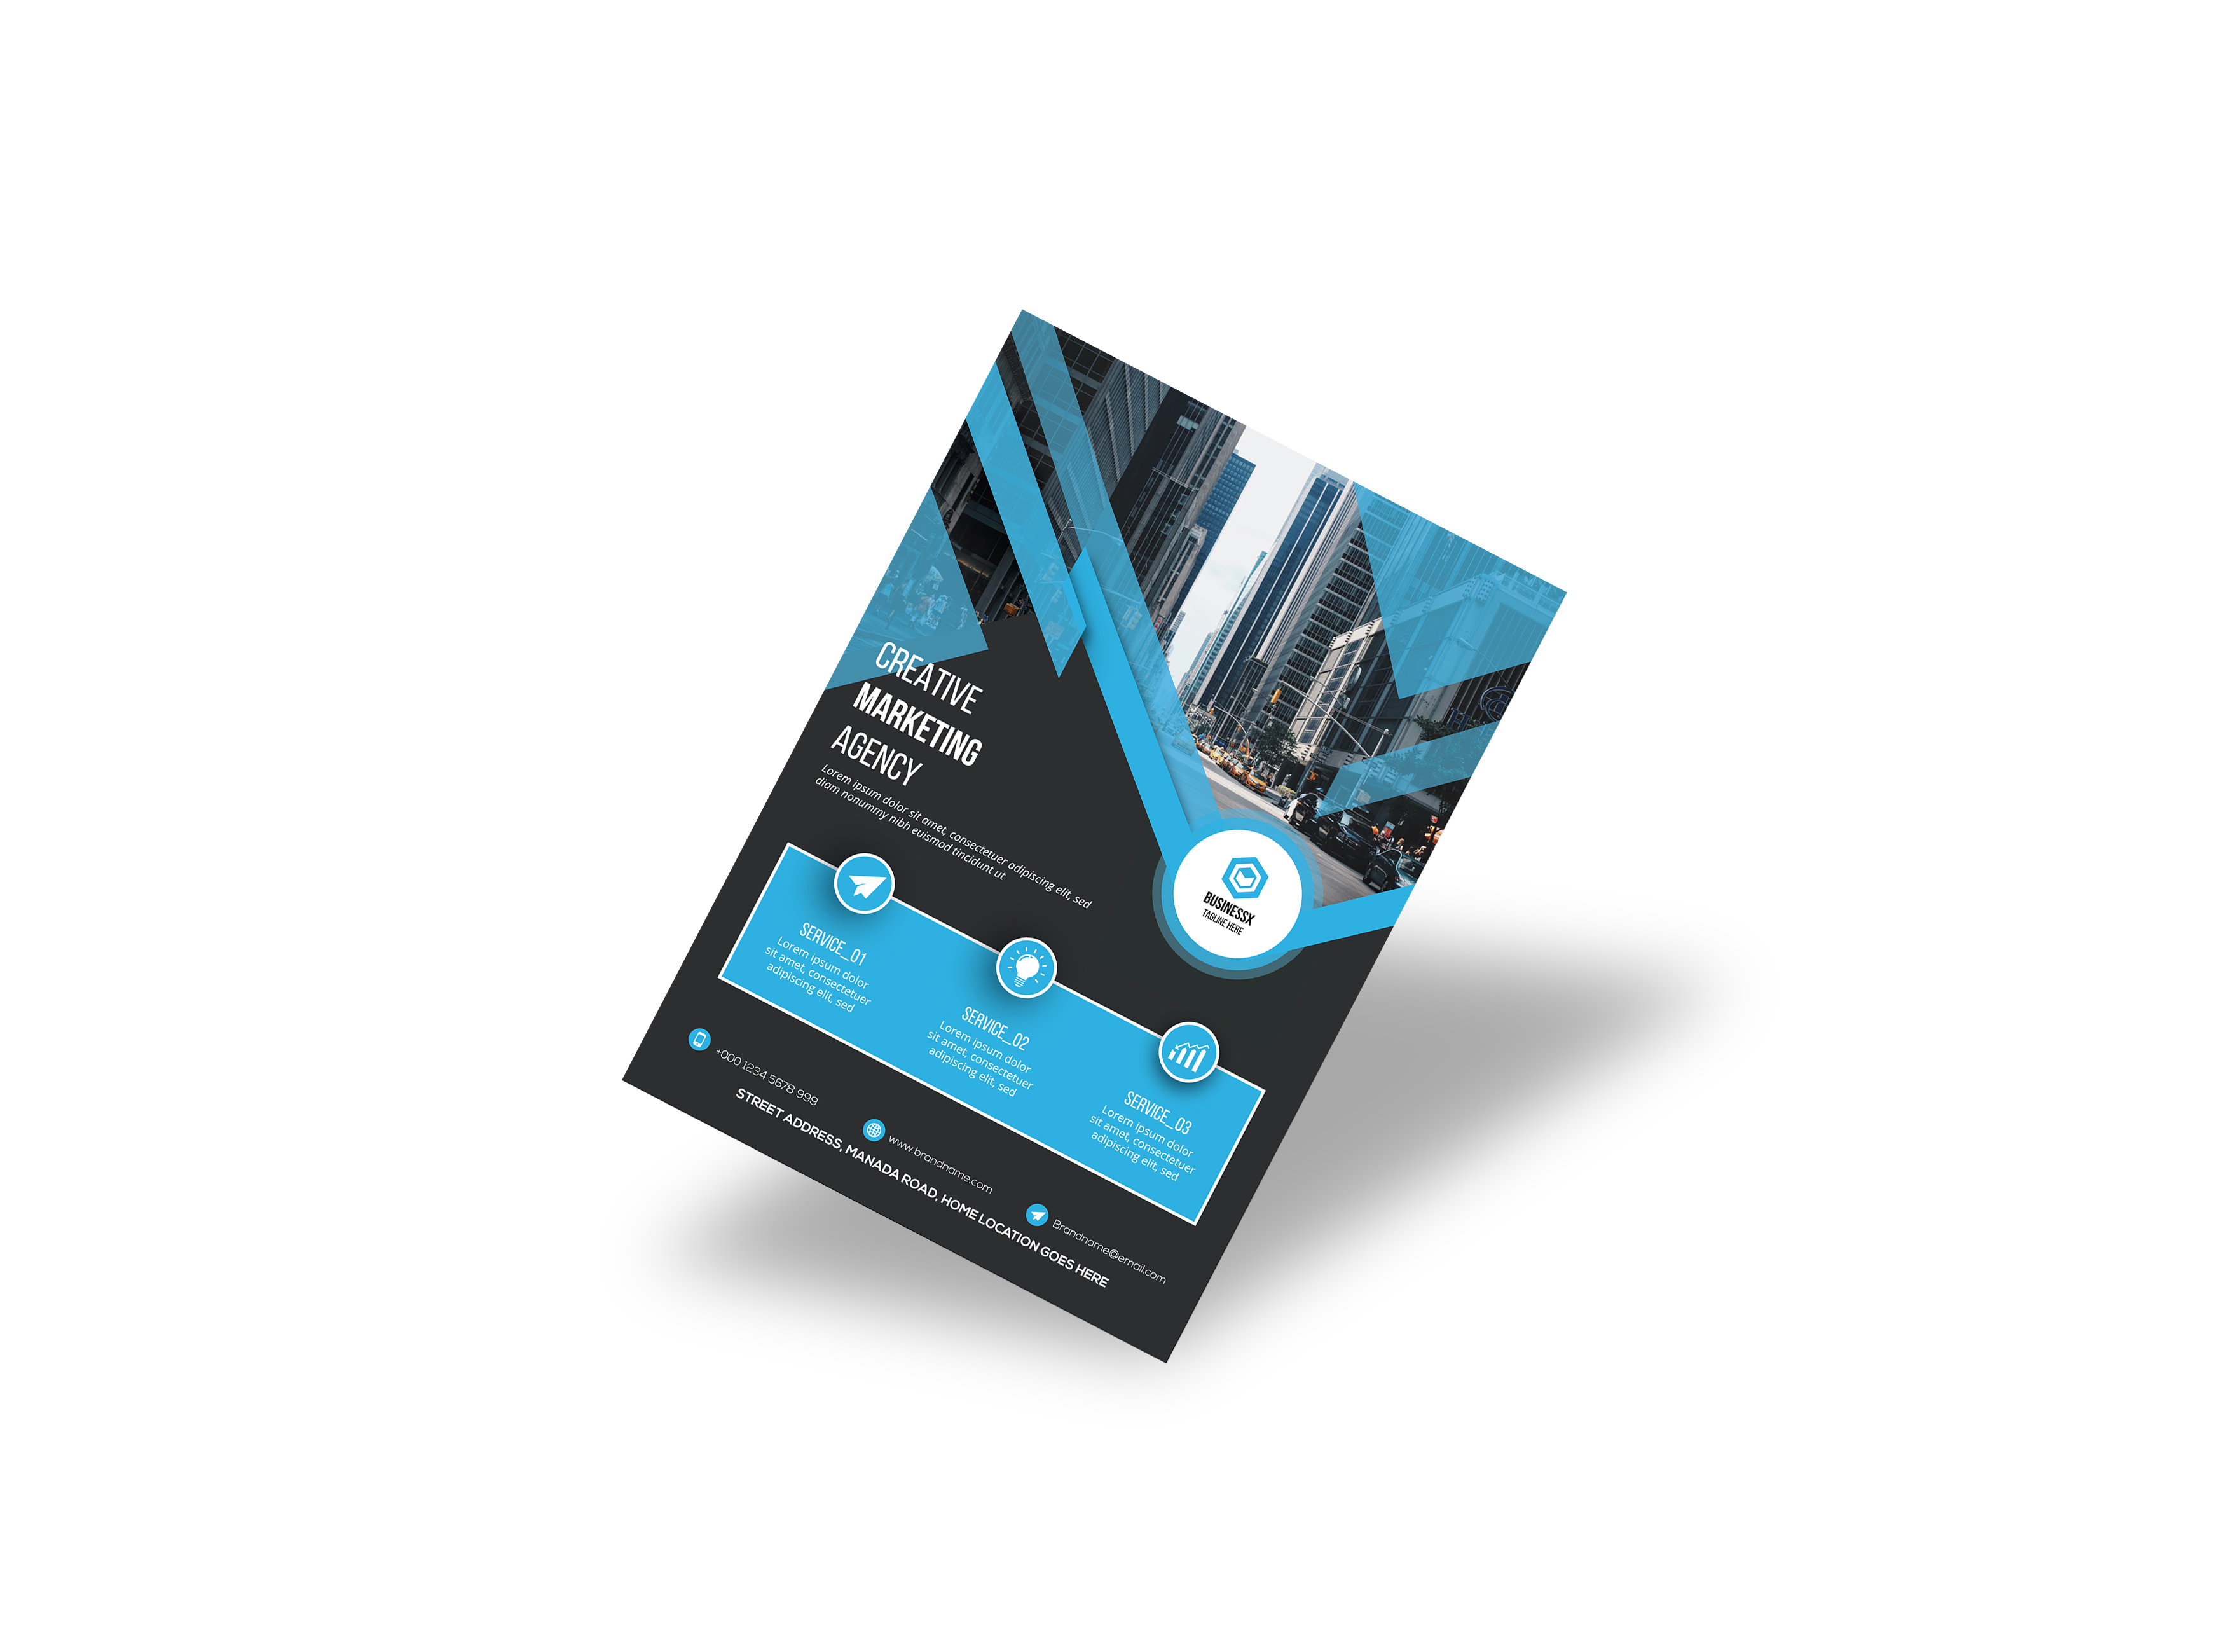 CREATIVE
MARKETING
AGENCY
Lorem ipsum dolor sit amet, consectetuer adipiscing elit, sed
diam nonummy nibh euismod tincidunt ut
BUSINESSX
TAGLINE HERE
SERVICE_01
Lorem ipsum dolor
sit amet, consectetuer
adipiscing elit, sed
SERVICE_02
Lorem ipsum dolor
sit amet, consectetuer
adipiscing elit, sed
SERVICE_03
Lorem ipsum dolor
sit amet, consectetuer
adipiscing elit, sed
+000 1234 5678 999
www.brandname.com
Brandname@email.com
STREET ADDRESS, MANADA ROAD, HOME LOCATION GOES HERE